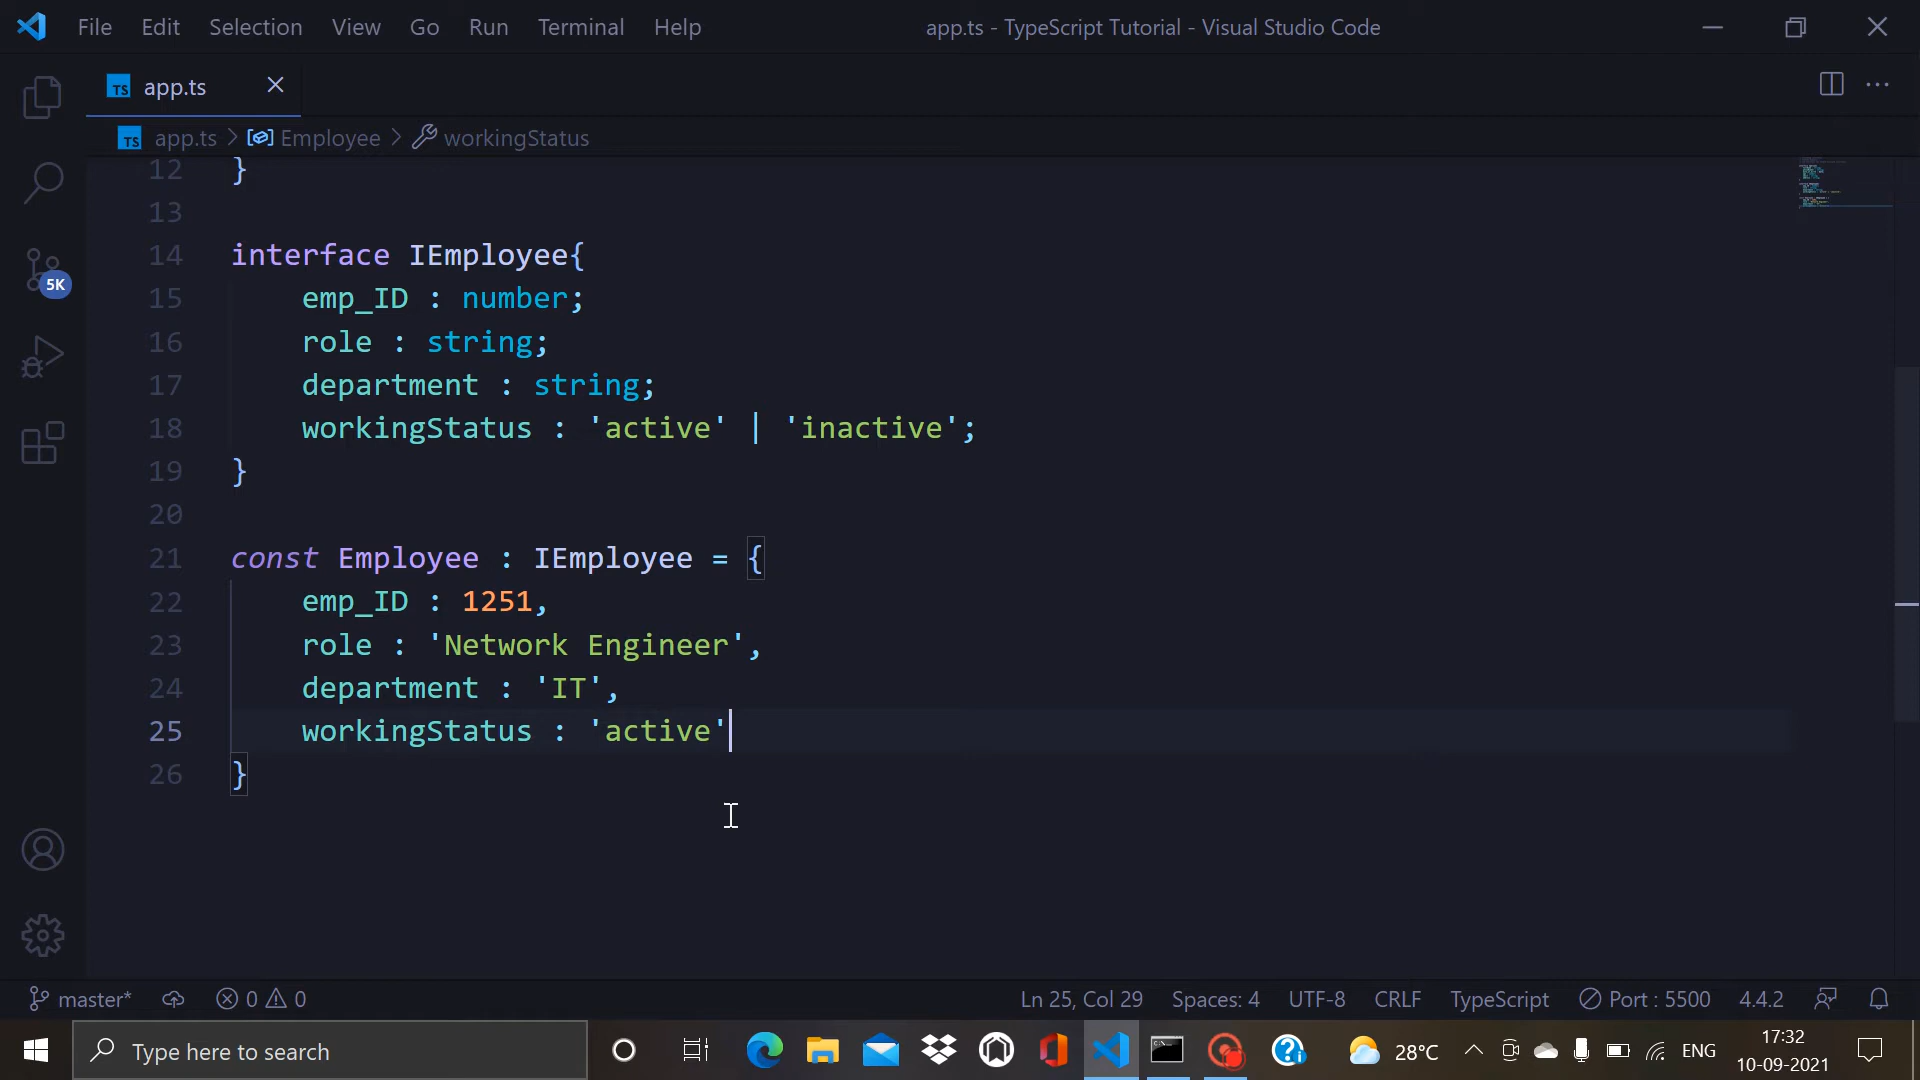 File Edit Selection View Go Run Terminal Help app.ts - TypeScript Tutorial - Visual Studio Code
TS app.ts
TS app.ts > Employee > workingStatus
12 }
13
14 interface IEmployee{
15 emp_ID : number;
16 role : string;
17 department : string;
18 workingStatus : 'active' | 'inactive';
19 }
20
21 const Employee : IEmployee = {
22 emp_ID : 1251,
23 role : 'Network Engineer',
24 department : 'IT',
25 workingStatus : 'active'
26 }
5K
master* 0 0 Ln 25, Col 29 Spaces: 4 UTF-8 CRLF TypeScript Port : 5500 4.4.2
Type here to search 28°C ENG 17:32
10-09-2021